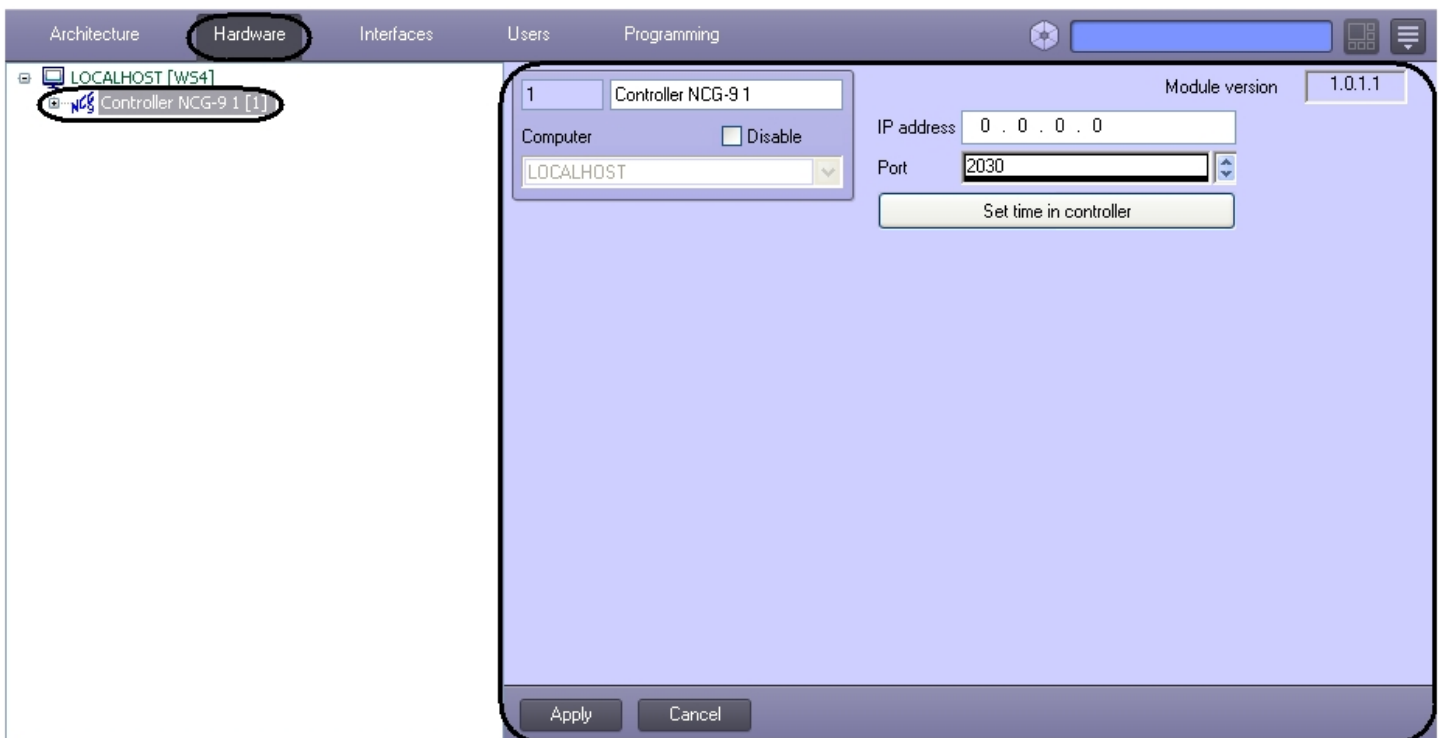 Architecture Hardware Interfaces Users Programming
LOCALHOST [WS4]
NCG Controller NCG-9 1 [1]
1 Controller NCG-9 1 Module version 1.0.1.1
Computer Disable IP address 0 . 0 . 0 . 0
LOCALHOST Port 2030
Set time in controller
Apply Cancel